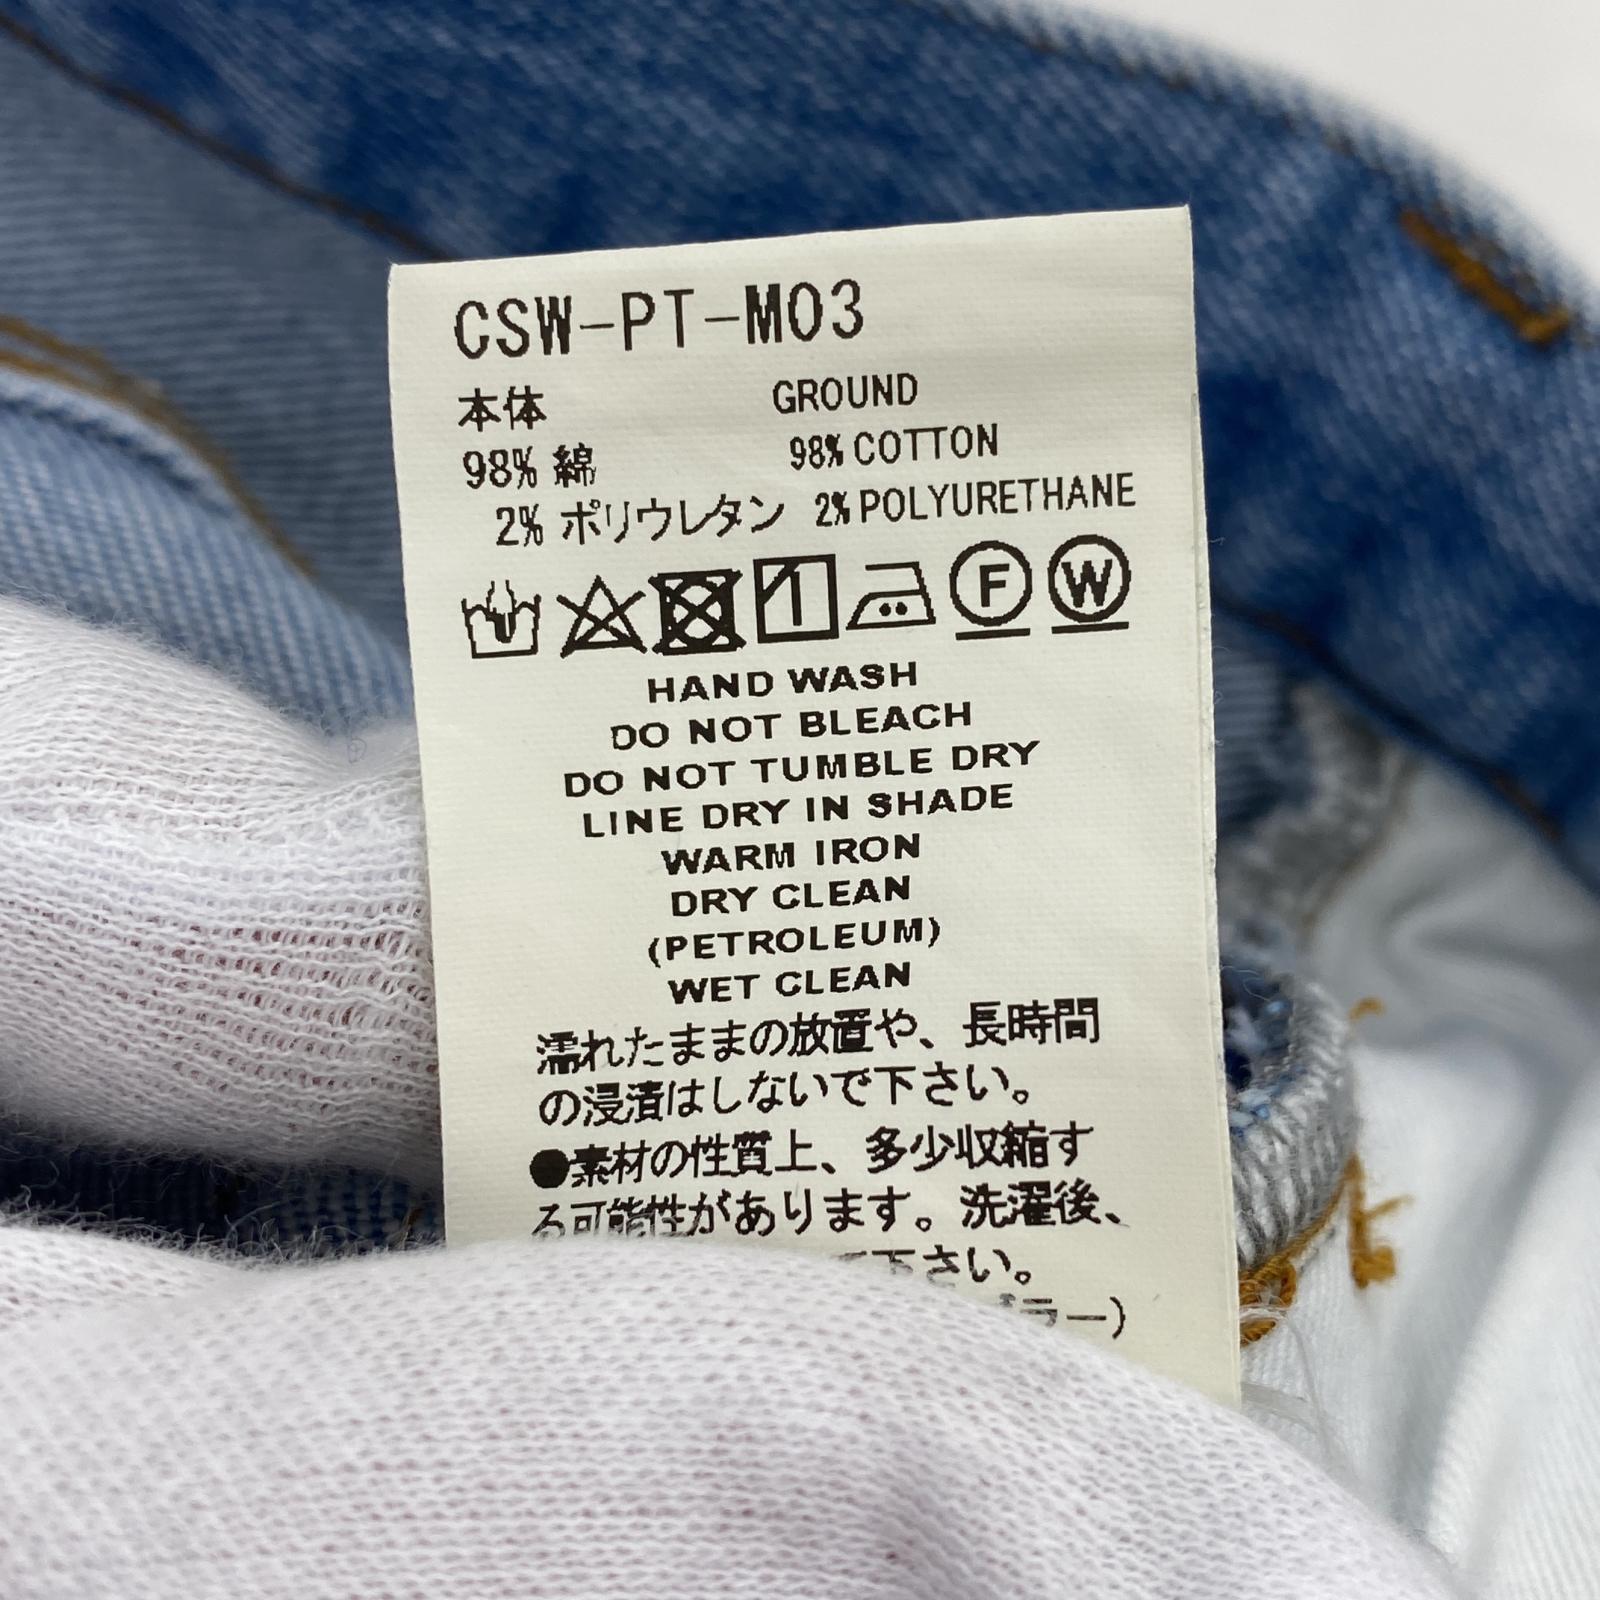 CSW-PT-M03
本体 GROUND
98% 綿 98% COTTON
2% ポリウレタン 2% POLYURETHANE
F W
HAND WASH
DO NOT BLEACH
DO NOT TUMBLE DRY
LINE DRY IN SHADE
WARM IRON
DRY CLEAN
(PETROLEUM)
WET CLEAN
濡れたままの放置や、長時間
の浸漬はしないで下さい。
●素材の性質上、多少収縮す
る可能性があります。洗濯後、
下さい。
ラー)